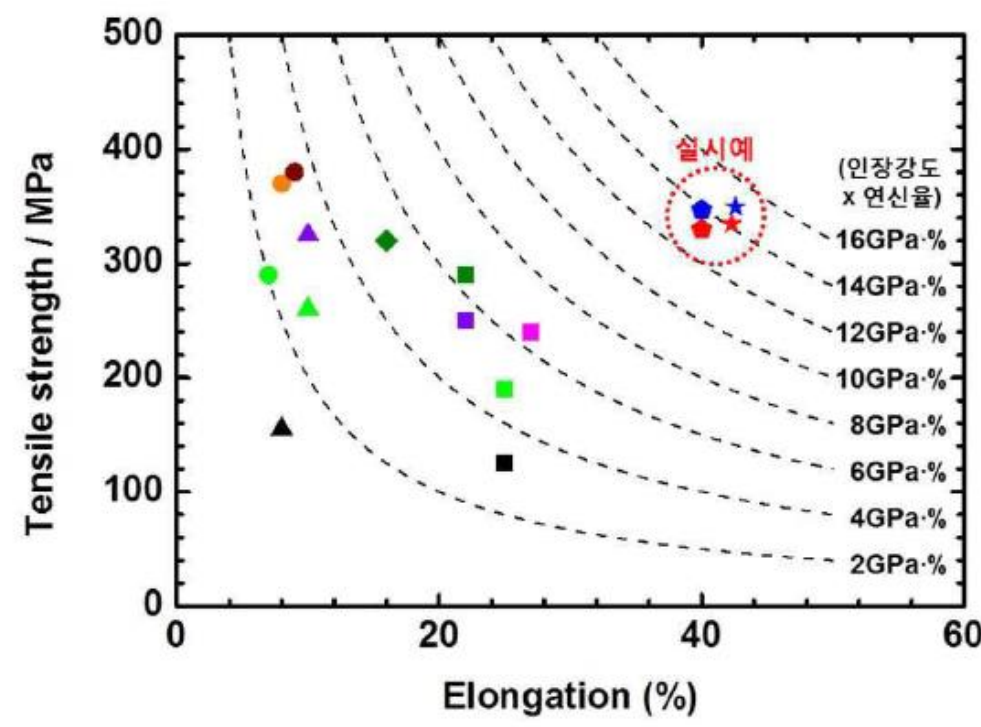 Tensile strength / MPa
500
400
300
200
100
0
실시예
(인장강도
x 연신율)
16GPa·%
14GPa·%
12GPa·%
10GPa·%
8GPa·%
6GPa·%
4GPa·%
2GPa·%
0
20
40
60
Elongation (%)